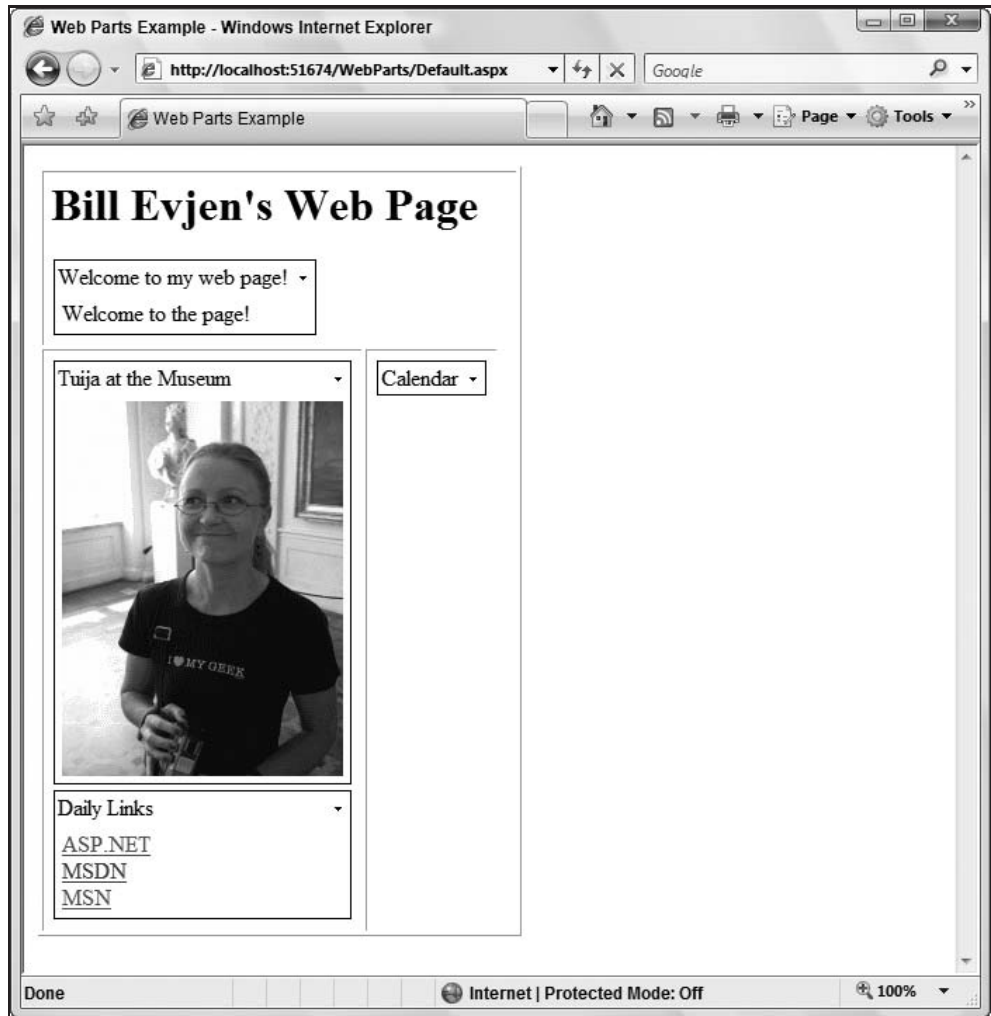 Web Parts Example - Windows Internet Explorer
http://localhost:51674/WebParts/Default.aspx
Google
Web Parts Example
Page
Tools
Bill Evjen's Web Page
Welcome to my web page!
Welcome to the page!
Tuija at the Museum
Calendar
I♥MY GEEK
Daily Links
ASP.NET
MSDN
MSN
Done
Internet | Protected Mode: Off
100%